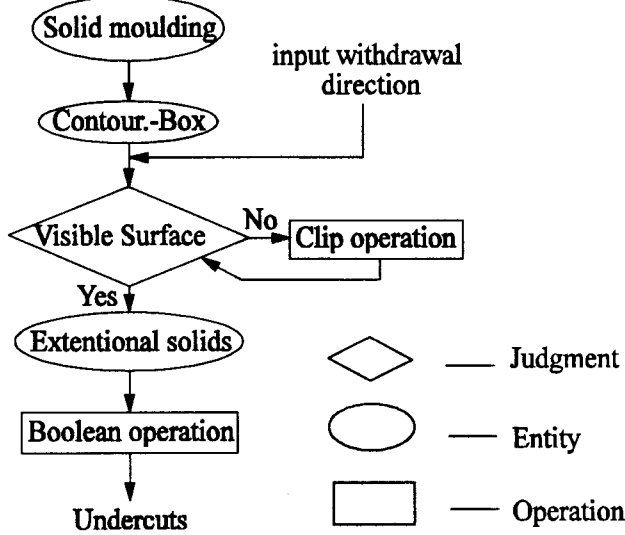 Solid moulding
input withdrawal
direction
Contour.-Box
Visible Surface
No
Clip operation
Yes
Extentional solids
Judgment
Boolean operation
Entity
Undercuts
Operation